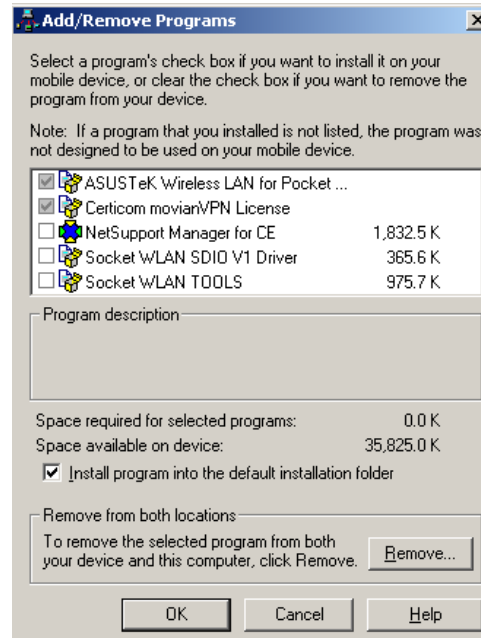 Add/Remove Programs
Select a program's check box if you want to install it on your
mobile device, or clear the check box if you want to remove the
program from your device.
Note: If a program that you installed is not listed, the program was
not designed to be used on your mobile device.
ASUSTeK Wireless LAN for Pocket ...
Certicom movianVPN License
NetSupport Manager for CE 1,832.5 K
Socket WLAN SDIO V1 Driver 365.6 K
Socket WLAN TOOLS 975.7 K
Program description
Space required for selected programs: 0.0 K
Space available on device: 35,825.0 K
Install program into the default installation folder
Remove from both locations
To remove the selected program from both
your device and this computer, click Remove.
Remove...
OK Cancel Help